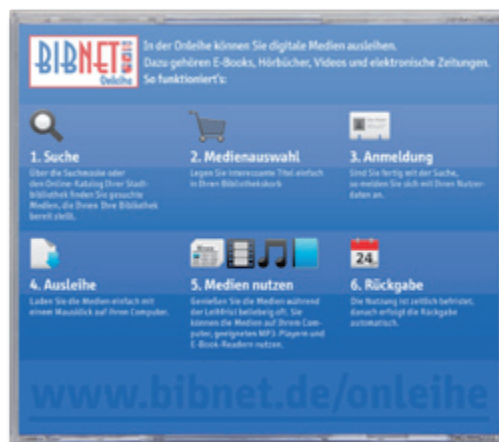 BIBNET
Onleihe
In der Onleihe können Sie digitale Medien ausleihen.
Dazu gehören E-Books, Hörbücher, Videos und elektronische Zeitungen.
So funktioniert's:
1. Suche
Über die Suchmaske oder
den Online-Katalog Ihrer Stadt-
bibliothek finden Sie gesuchte
Medien, die Ihnen Ihre Bibliothek
bereit stellt.
2. Medienauswahl
Legen Sie interessante Titel einfach
in Ihren Bibliothekskorb
3. Anmeldung
Sind Sie fertig mit der Suche,
so melden Sie sich mit Ihren Nutzer-
daten an.
4. Ausleihe
Laden Sie die Medien einfach mit
einem Mausklick auf Ihren Computer.
5. Medien nutzen
Genießen Sie die Medien während
der Leihfrist beliebig oft. Sie
können die Medien auf Ihrem Com-
puter, geeigneten MP3-Playern und
E-Book-Readern nutzen.
24
6. Rückgabe
Die Nutzung ist zeitlich befristet,
danach erfolgt die Rückgabe
automatisch.
www.bibnet.de/onleihe